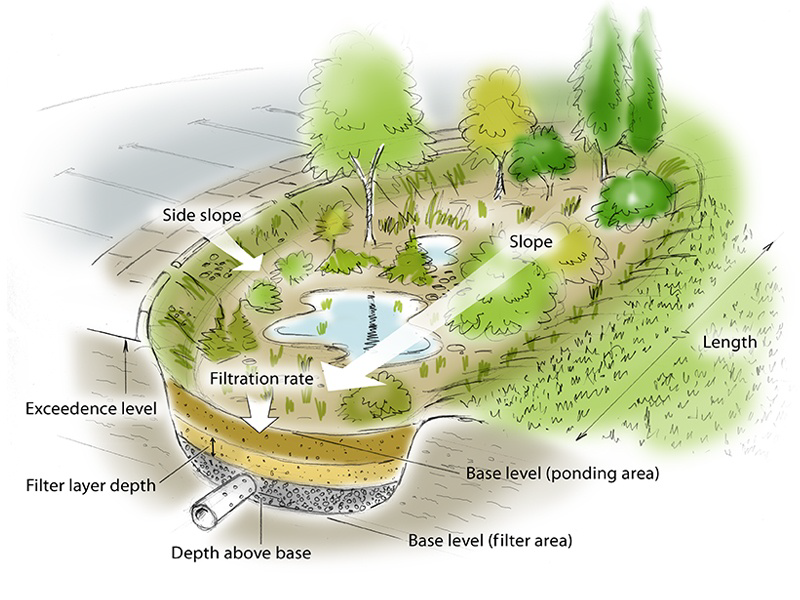 Side slope
Slope
Length
Filtration rate
Exceedence level
Base level (ponding area)
Filter layer depth
Base level (filter area)
Depth above base